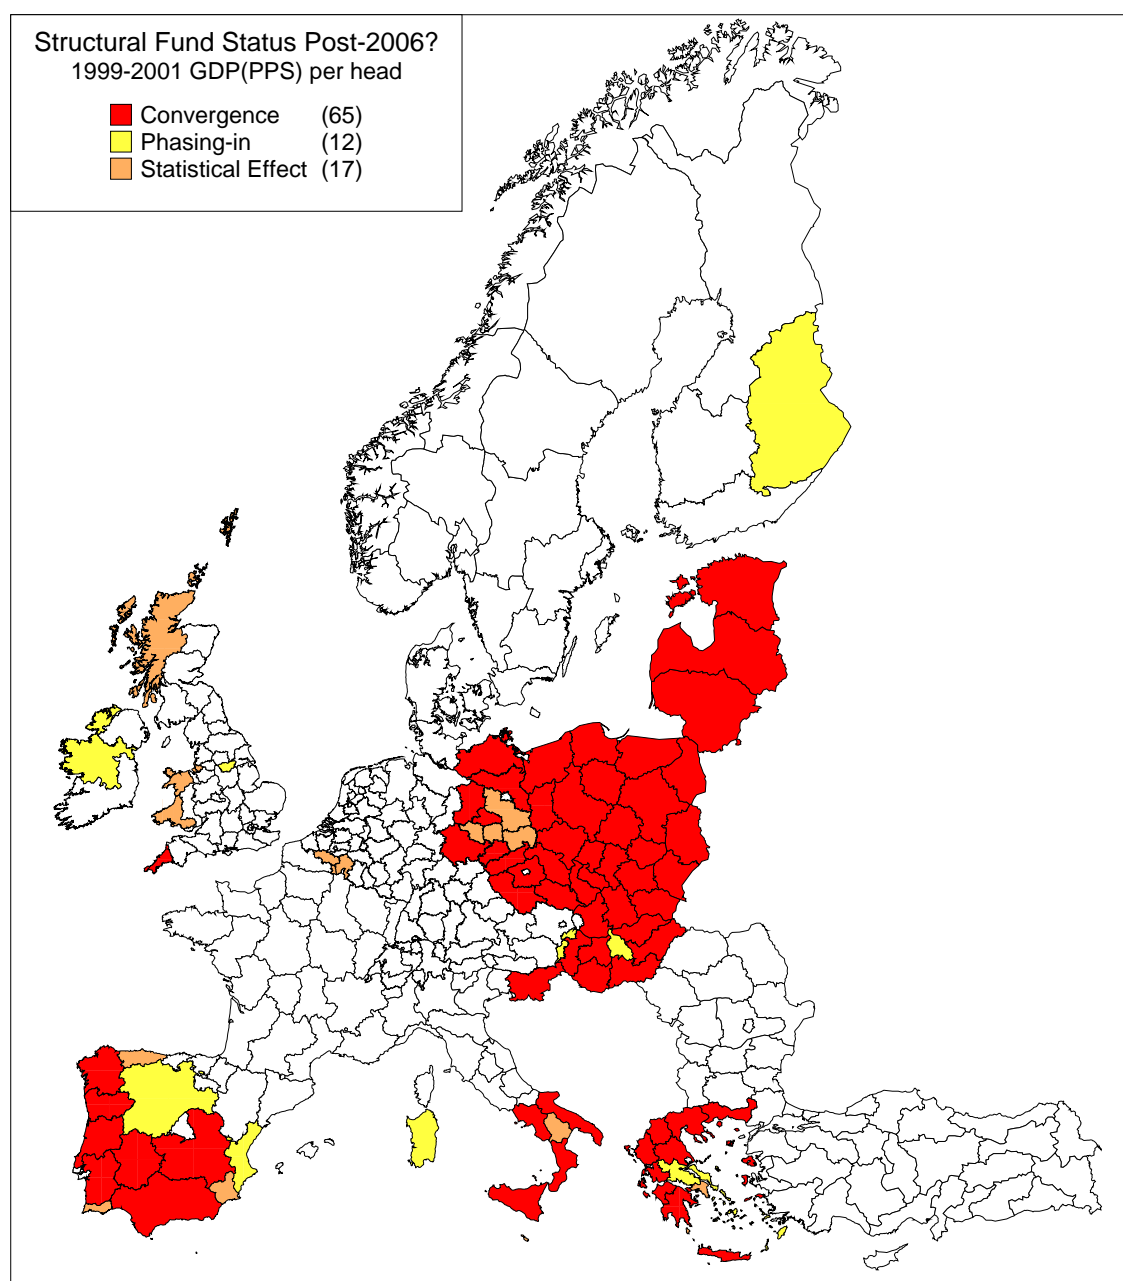 Structural Fund Status Post-2006?
1999-2001 GDP(PPS) per head
Convergence (65)
Phasing-in (12)
Statistical Effect (17)